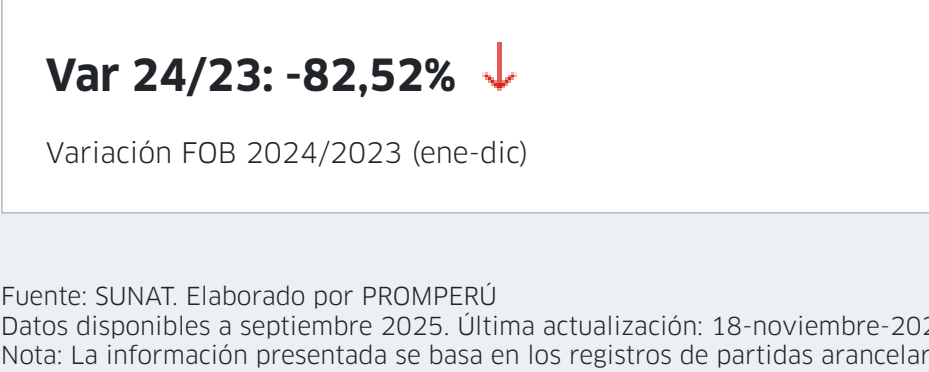 Var 24/23: -82,52%
Variación FOB 2024/2023 (ene-dic)
Fuente: SUNAT. Elaborado por PROMPERÚ
Datos disponibles a septiembre 2025. Última actualización: 18-noviembre-202
Nota: La información presentada se basa en los registros de partidas arancelar